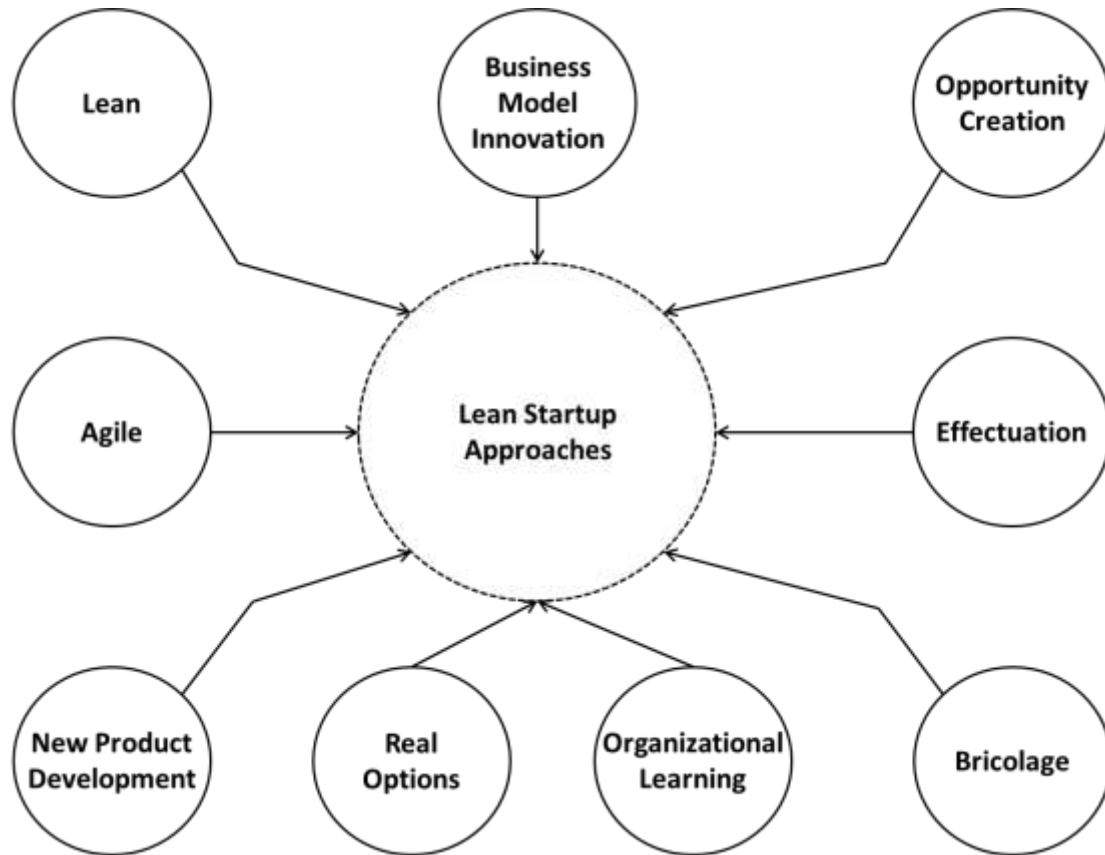 Lean
Business
Model
Innovation
Opportunity
Creation
Agile
Lean Startup
Approaches
Effectuation
New Product
Development
Real
Options
Organizational
Learning
Bricolage